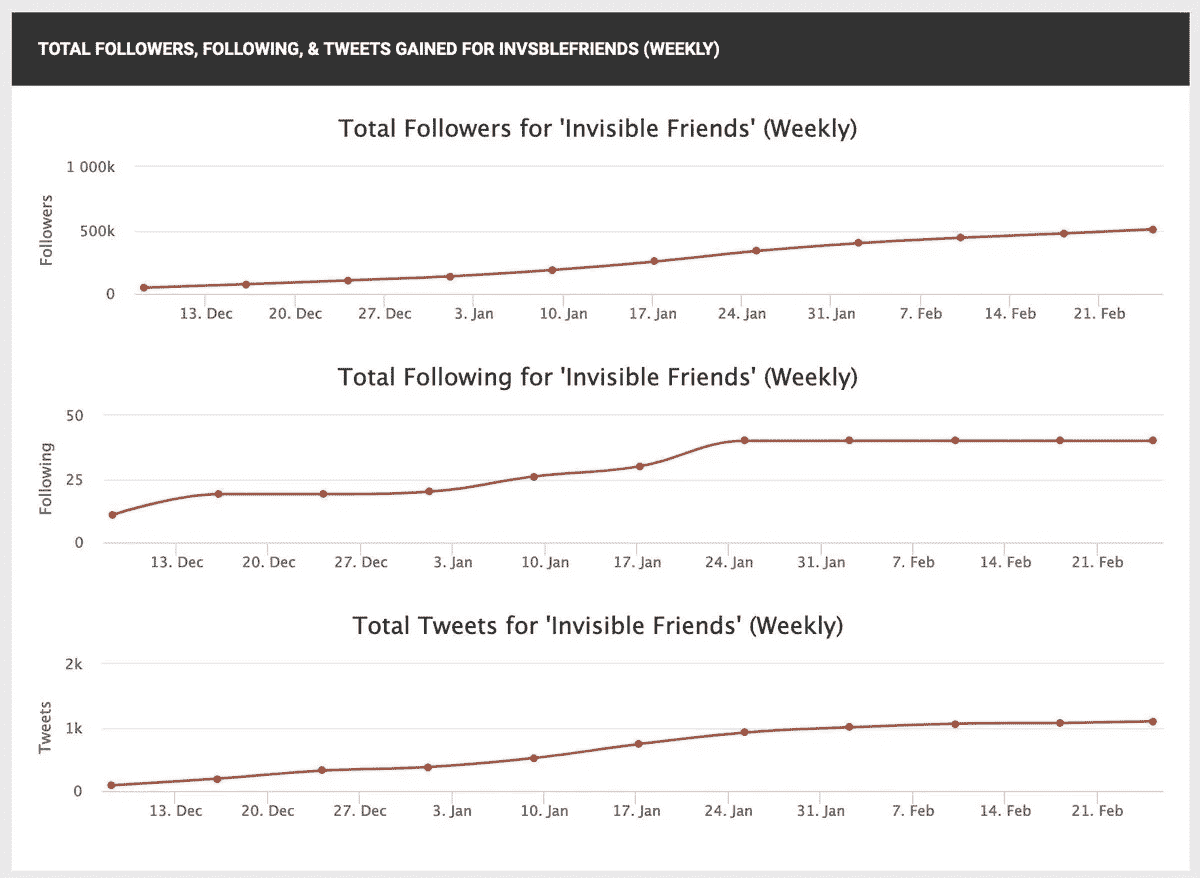 TOTAL FOLLOWERS, FOLLOWING, & TWEETS GAINED FOR INVSBLEFRIENDS (WEEKLY)
Total Followers for 'Invisible Friends' (Weekly)
1 000k
500k
0
Followers
13. Dec 20. Dec 27. Dec 3. Jan 10. Jan 17. Jan 24. Jan 31. Jan 7. Feb 14. Feb 21. Feb
Total Following for 'Invisible Friends' (Weekly)
50
25
0
Following
13. Dec 20. Dec 27. Dec 3. Jan 10. Jan 17. Jan 24. Jan 31. Jan 7. Feb 14. Feb 21. Feb
Total Tweets for 'Invisible Friends' (Weekly)
2k
1k
0
Tweets
13. Dec 20. Dec 27. Dec 3. Jan 10. Jan 17. Jan 24. Jan 31. Jan 7. Feb 14. Feb 21. Feb